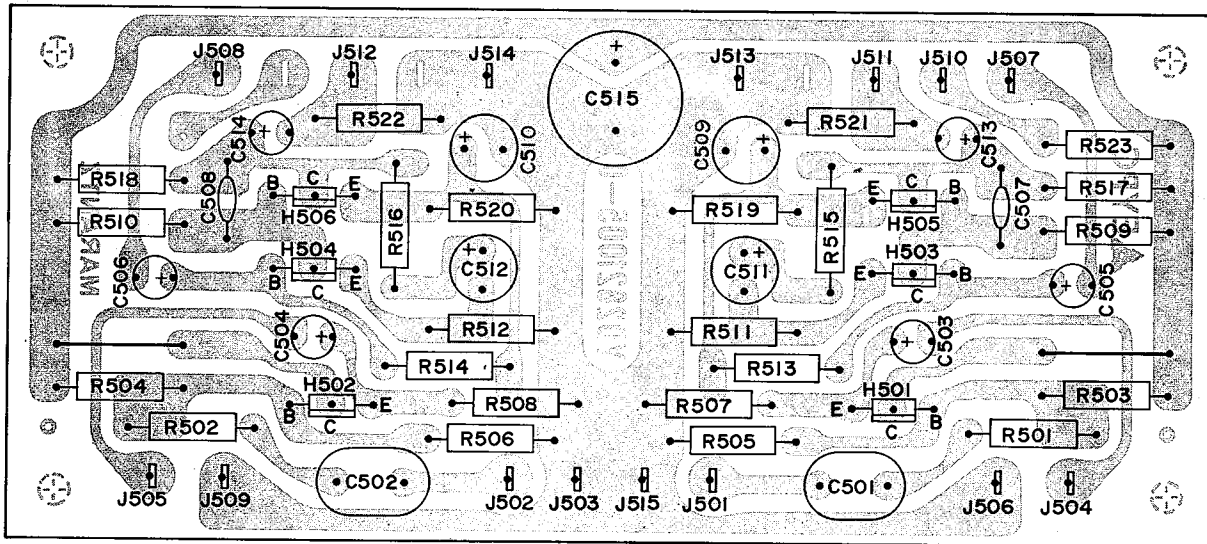 J508 J512 J514 J513 J511 J510 J507
+ C515
R522 R521
C514 + + C510 C509 + + C513
R523
R518 C508 B C E H506 R516 R520 R519 R515 E C B H505 C507 R517
R510 R509
H504 B C E H503 E C B
C506 + + C512 C511 + C505 +
C504 + R512 R511 C503 +
R514 R513
R504 H502 B C E R508 R507 H501 E C B R503
R502 R506 R505 R501
C502 C501
J505 J509 J502 J503 J515 J501 J506 J504